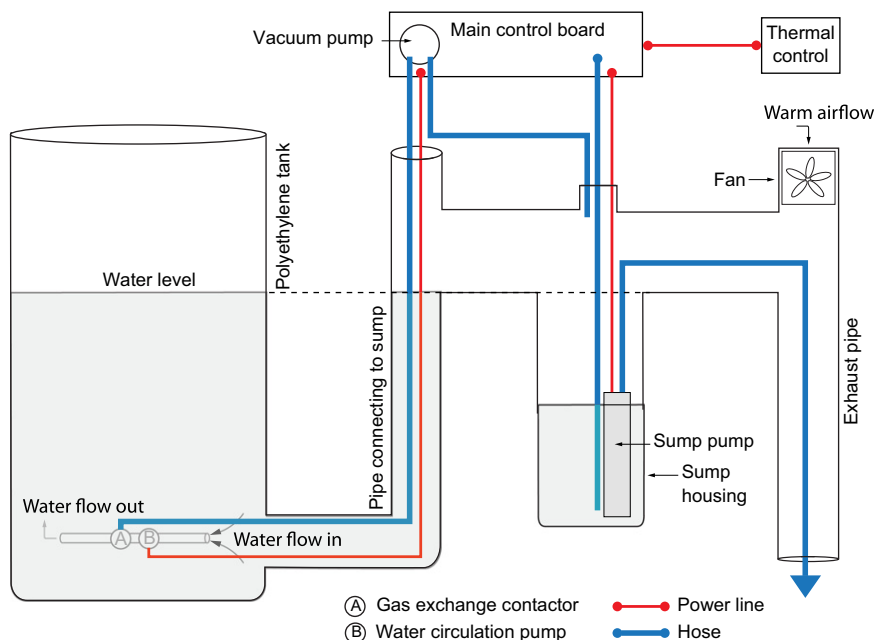 Vacuum pump
Main control board
Thermal
control
Warm airflow
Fan
Polyethylene tank
Water level
Pipe connecting to sump
Exhaust pipe
Sump pump
Sump
housing
Water flow out
A
B
Water flow in
A Gas exchange contactor
Power line
B Water circulation pump
Hose